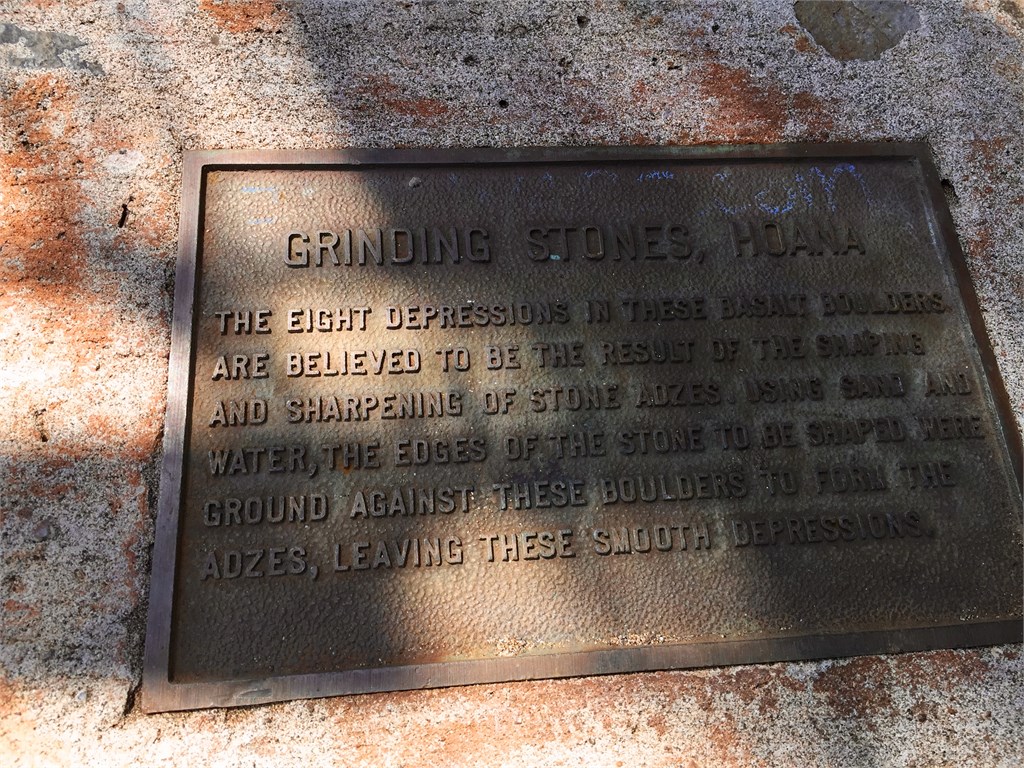 GRINDING STONES, HOANA
THE EIGHT DEPRESSIONS IN THESE BASALT BOULDERS
ARE BELIEVED TO BE THE RESULT OF THE SHAPING
AND SHARPENING OF STONE ADZES. USING SAND AND
WATER, THE EDGES OF THE STONE TO BE SHAPED WERE
GROUND AGAINST THESE BOULDERS TO FORM THE
ADZES, LEAVING THESE SMOOTH DEPRESSIONS.